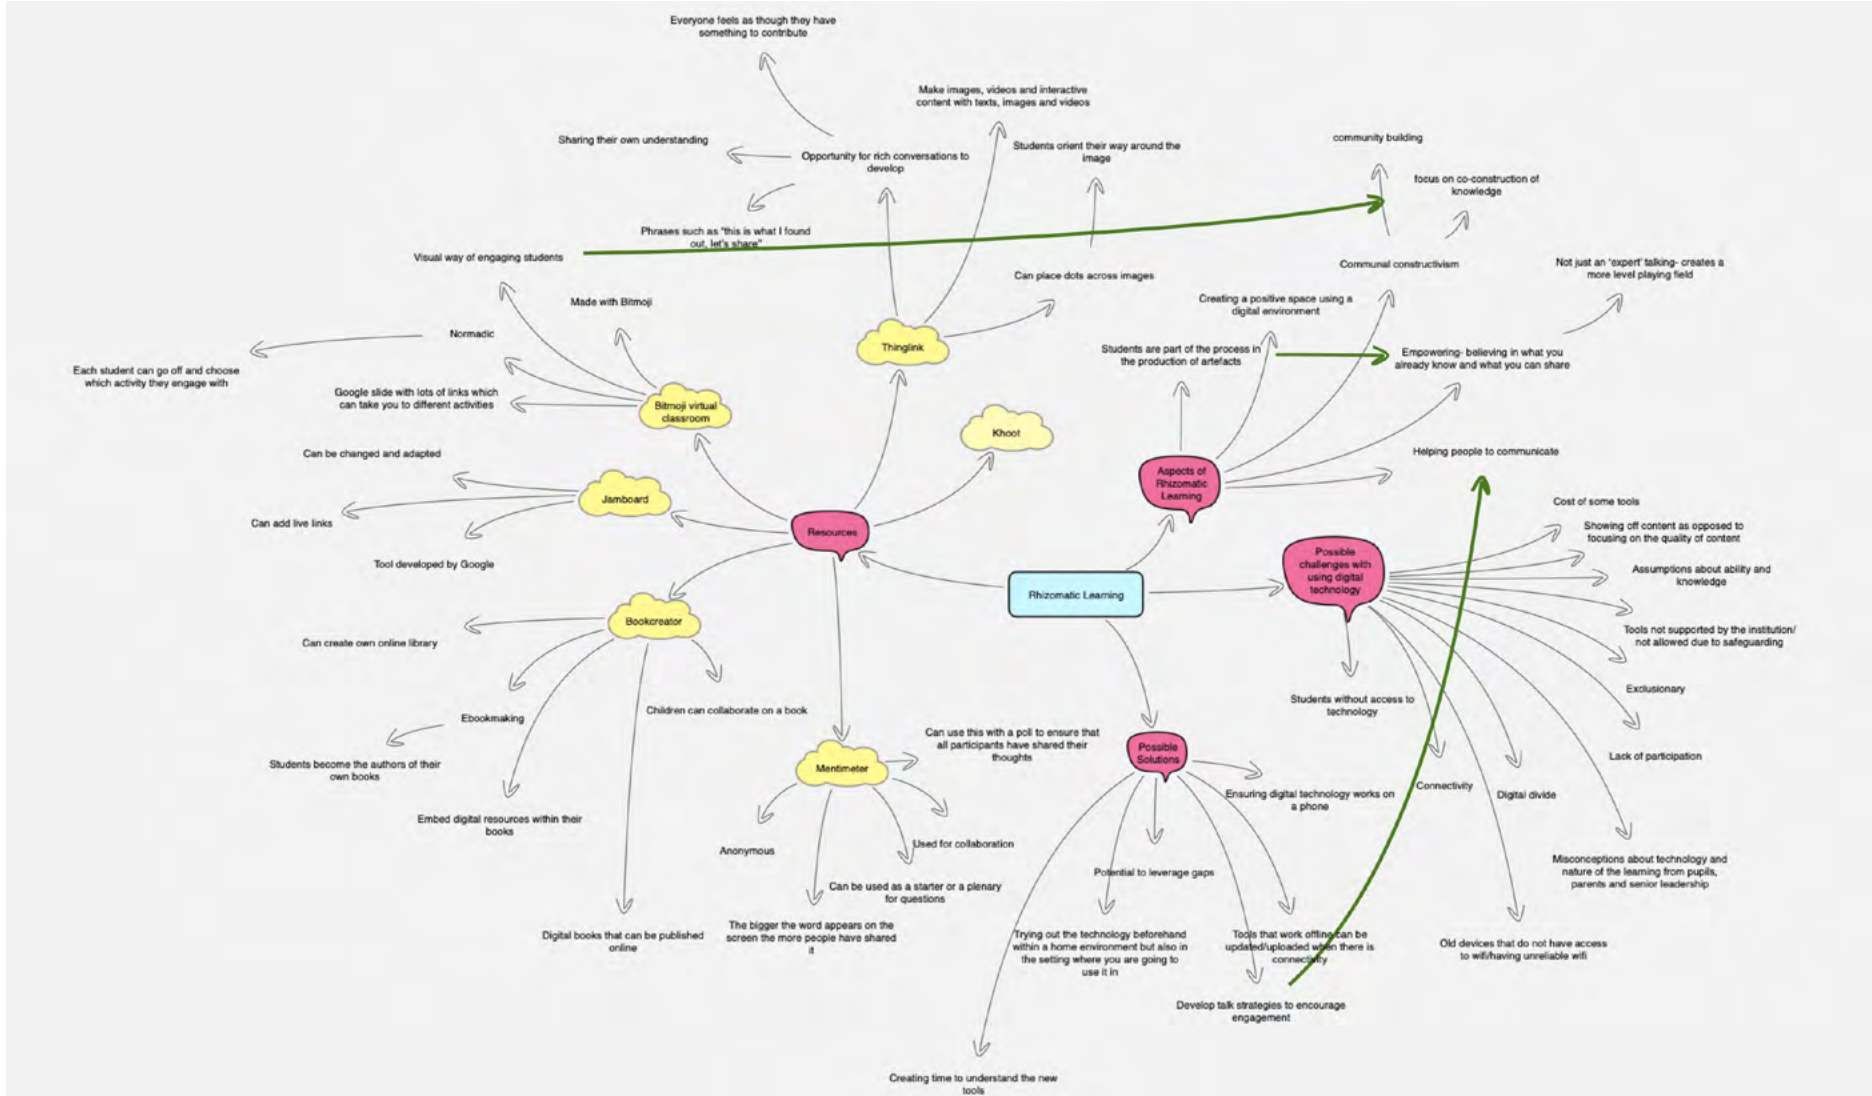 Everyone feels as though they have
something to contribute
Make images, videos and interactive
content with texts, images and videos
Sharing their own understanding
Opportunity for rich conversations to
develop
Students orient their way around the
image
community building
focus on co-construction of
knowledge
Phrases such as "this is what I found
out, let's share"
Visual way of engaging students
Can place dots across images
Communal constructivism
Not just an 'expert' talking- creates a
more level playing field
Made with Bitmoji
Creating a positive space using a
digital environment
Normadic
Each student can go off and choose
which activity they engage with
Thinglink
Students are part of the process in
the production of artefacts
Empowering- believing in what you
already know and what you can share
Google slide with lots of links which
can take you to different activities
Bitmoji virtual
classroom
Khoot
Can be changed and adapted
Helping people to communicate
Jamboard
Aspects of
Rhizomatic
Learning
Can add live links
Resources
Cost of some tools
Showing off content as opposed to
focusing on the quality of content
Tool developed by Google
Possible
challenges with
using digital
technology
Assumptions about ability and
knowledge
Rhizomatic Learning
Bookcreator
Can create own online library
Tools not supported by the institution/
not allowed due to safeguarding
Exclusionary
Students without access to
technology
Children can collaborate on a book
Ebookmaking
Students become the authors of their
own books
Can use this with a poll to ensure that
all participants have shared their
thoughts
Mentimeter
Possible
Solutions
Lack of participation
Connectivity
Digital divide
Ensuring digital technology works on
a phone
Embed digital resources within their
books
Anonymous
Used for collaboration
Can be used as a starter or a plenary
for questions
Potential to leverage gaps
Misconceptions about technology and
nature of the learning from pupils,
parents and senior leadership
Digital books that can be published
online
The bigger the word appears on the
screen the more people have shared
it
Trying out the technology beforehand
within a home environment but also in
the setting where you are going to
use it in
Tools that work offline can be
updated/uploaded when there is
connectivity
Old devices that do not have access
to wifi/having unreliable wifi
Develop talk strategies to encourage
engagement
Creating time to understand the new
tools